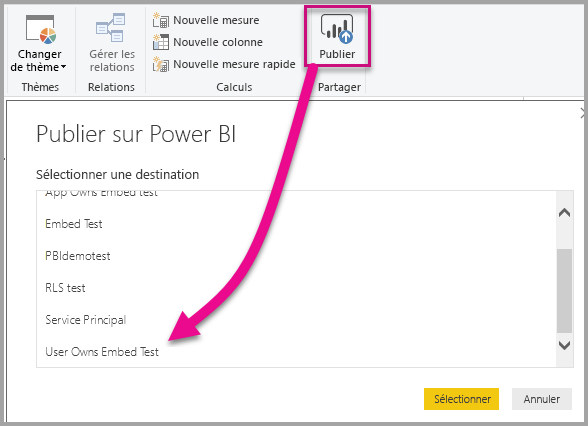 Changer
de thème
Gérer les
relations
Nouvelle mesure
Nouvelle colonne
Nouvelle mesure rapide
Publier
Thèmes
Relations
Calculs
Partager
Publier sur Power BI
Sélectionner une destination
App Owns Embed test
Embed Test
PBIdemotest
RLS test
Service Principal
User Owns Embed Test
Sélectionner
Annuler